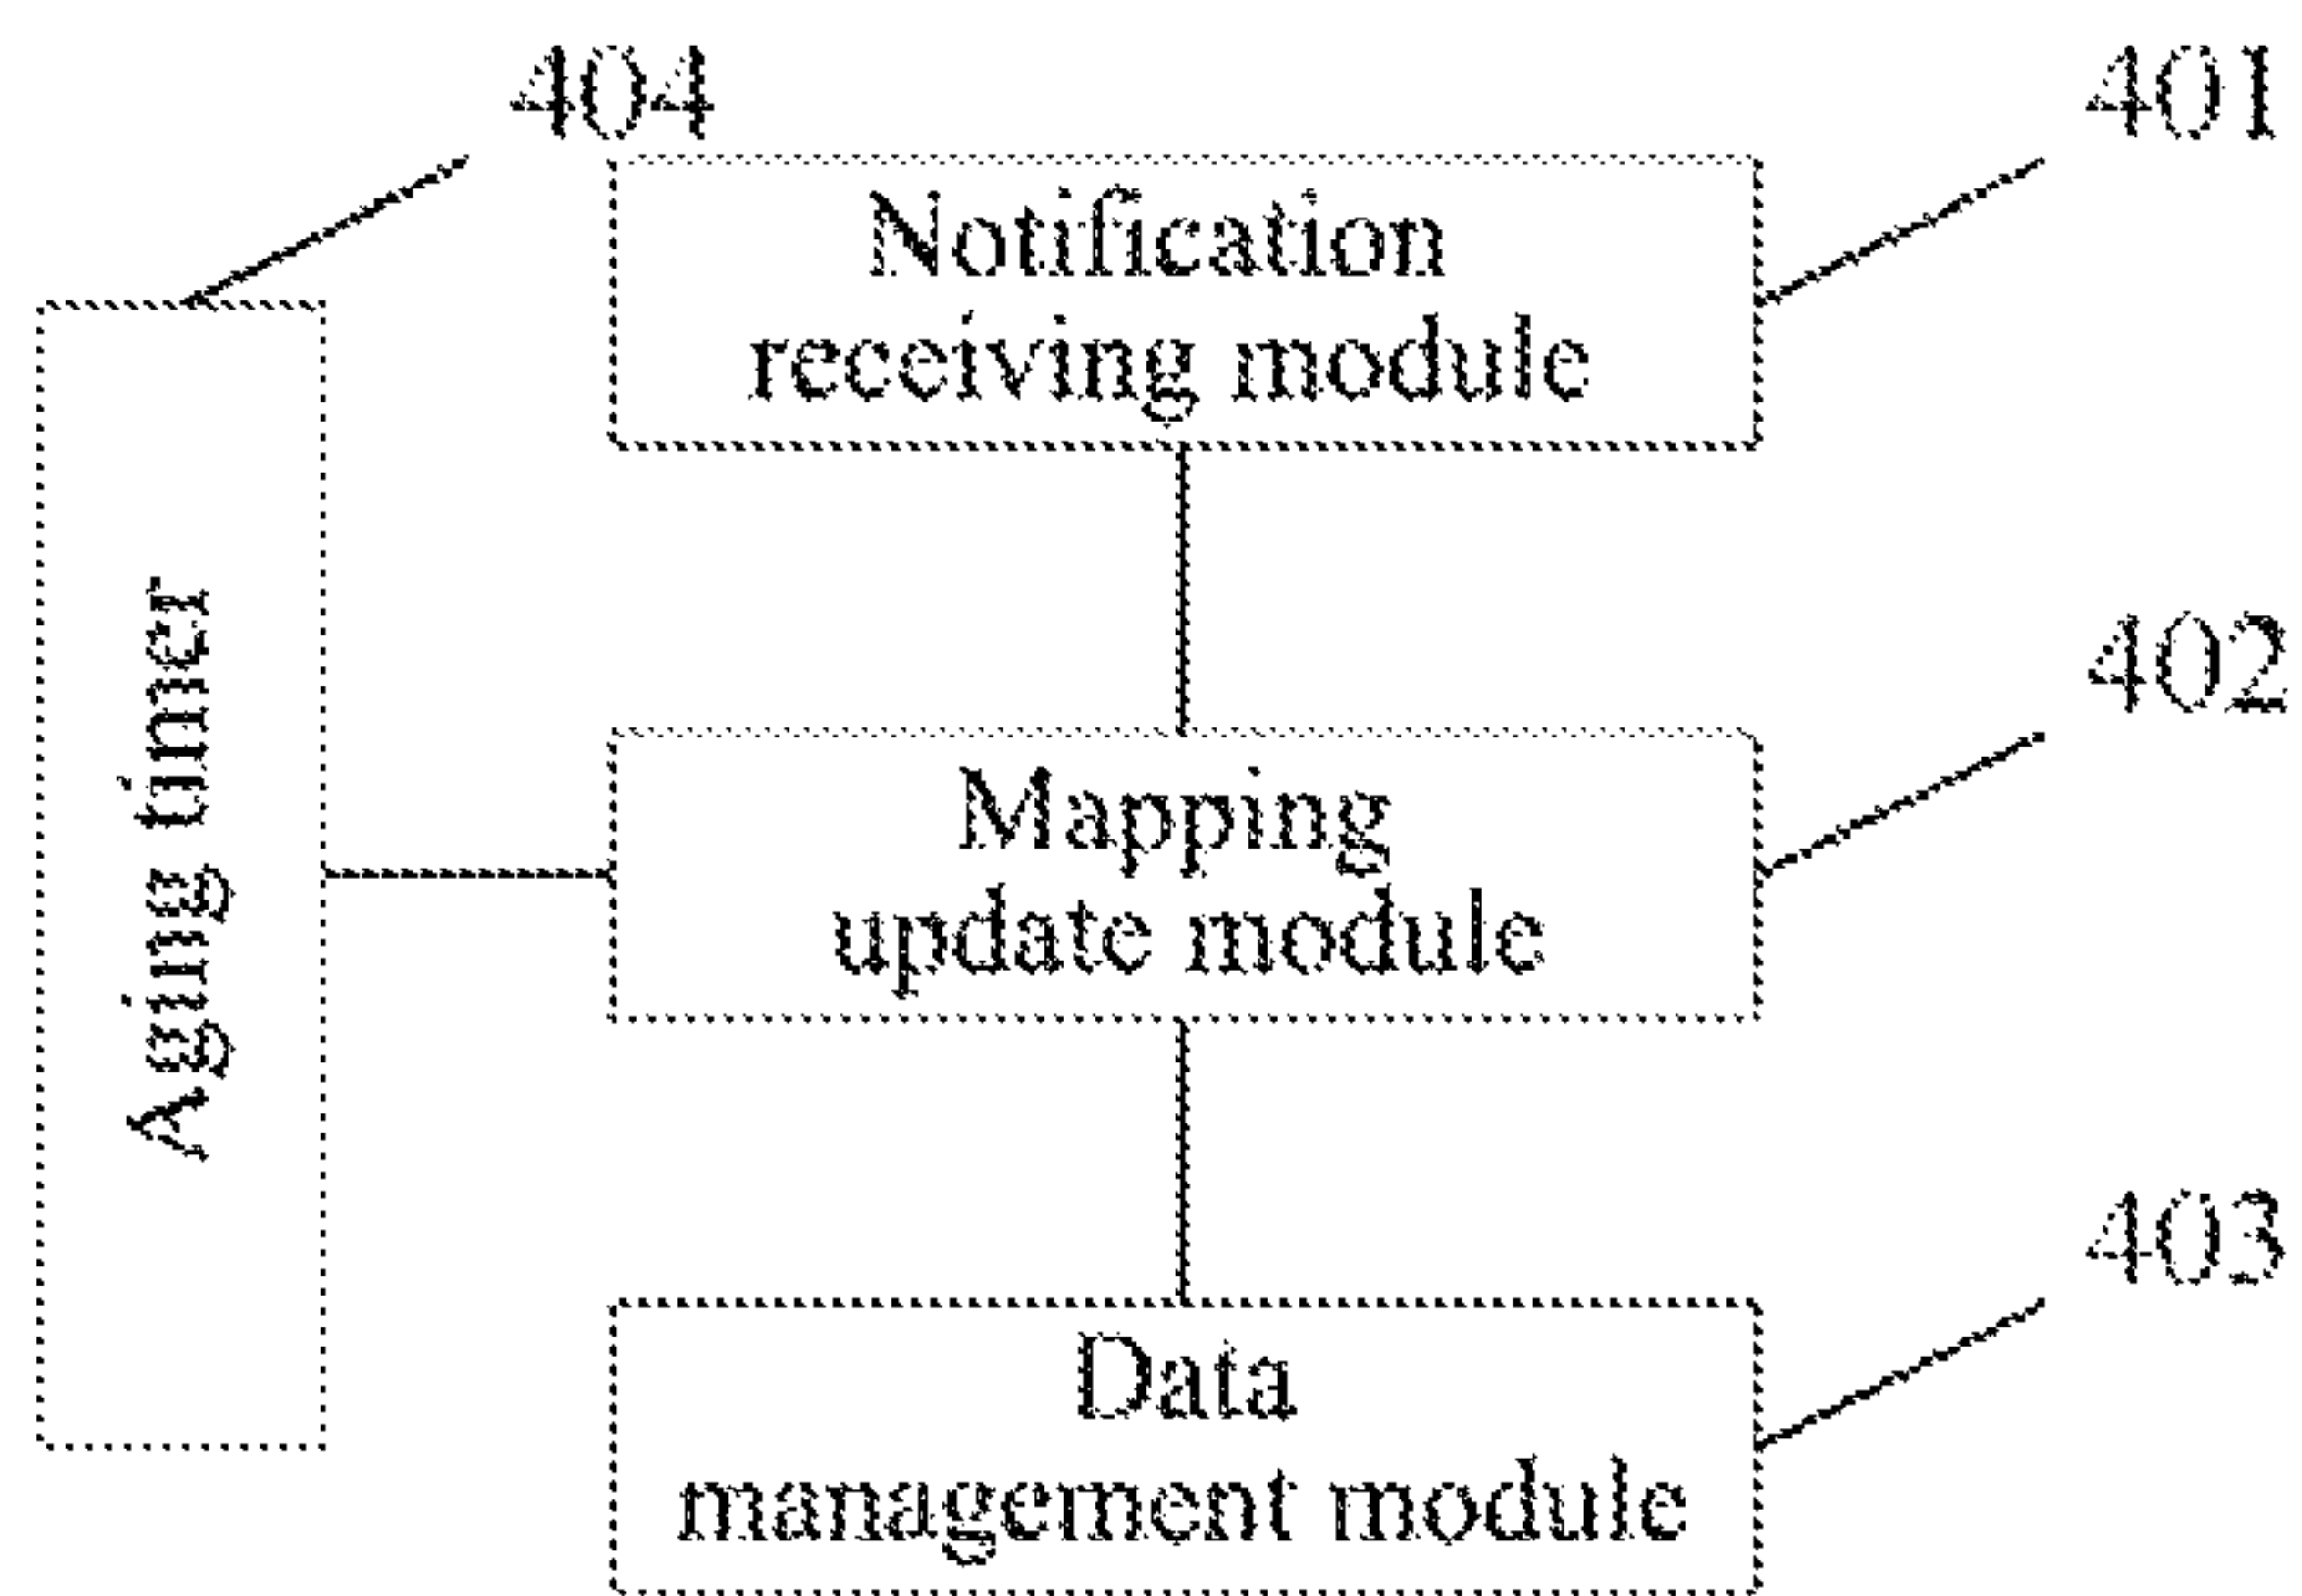 404
401
Notification
receiving module
Aging timer
402
Mapping
update module
403
Data
management module